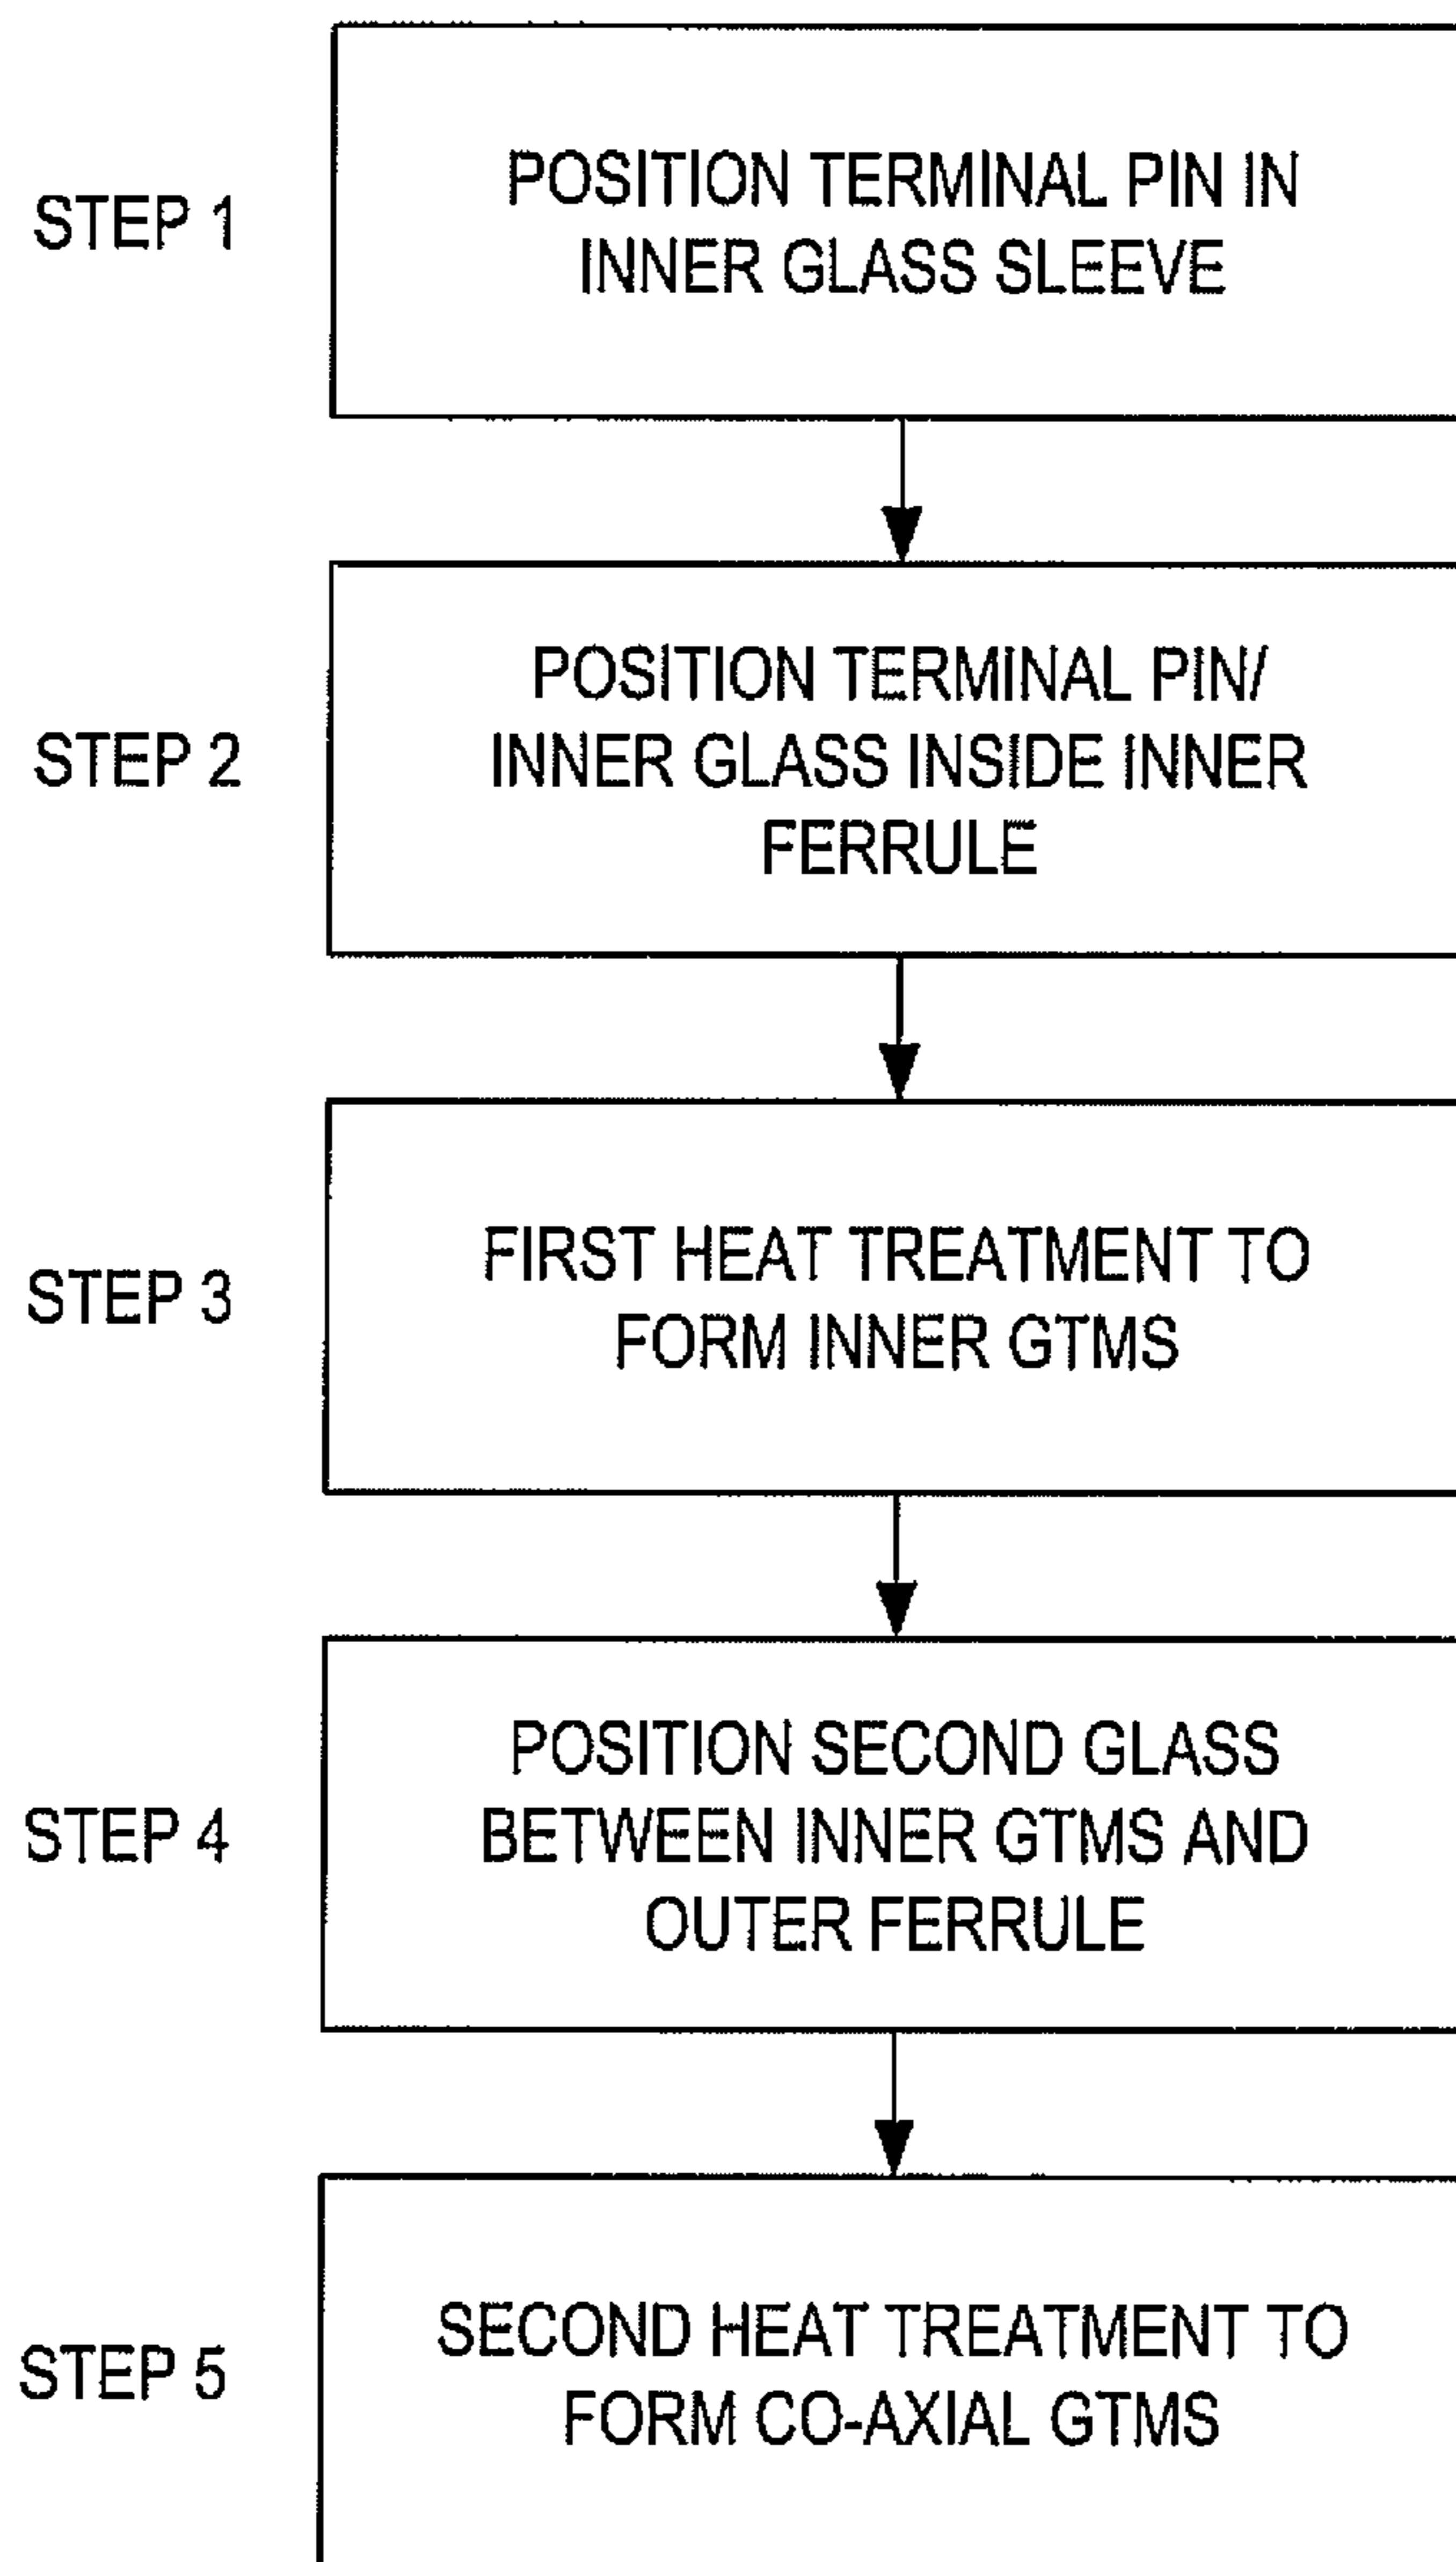 STEP 1
POSITION TERMINAL PIN IN
INNER GLASS SLEEVE
STEP 2
POSITION TERMINAL PIN/
INNER GLASS INSIDE INNER
FERRULE
STEP 3
FIRST HEAT TREATMENT TO
FORM INNER GTMS
STEP 4
POSITION SECOND GLASS
BETWEEN INNER GTMS AND
OUTER FERRULE
STEP 5
SECOND HEAT TREATMENT TO
FORM CO-AXIAL GTMS